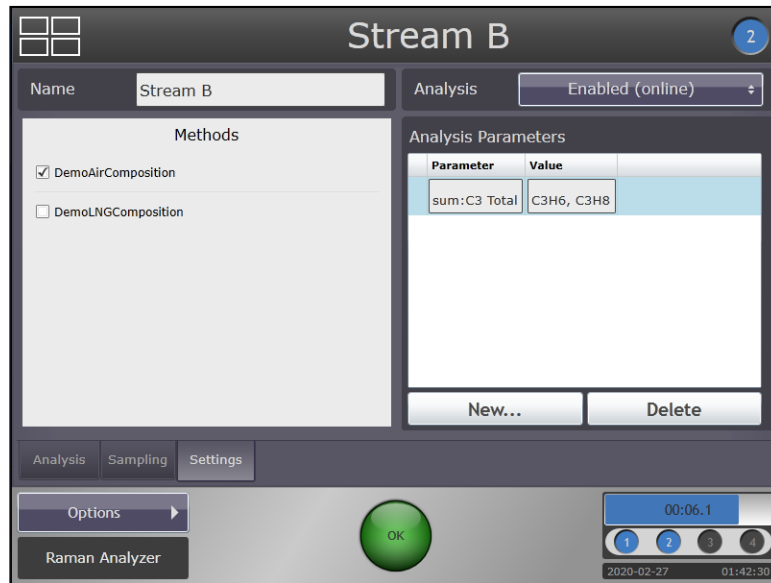 Stream B
2
Name
Stream B
Analysis
Enabled (online)
Methods
DemoAirComposition
DemoLNGComposition
Analysis Parameters
Parameter Value
sum:C3 Total C3H6, C3H8
New...
Delete
Analysis Sampling Settings
Options
Raman Analyzer
OK
00:06.1
1 2 3 4
2020-02-27 01:42:30